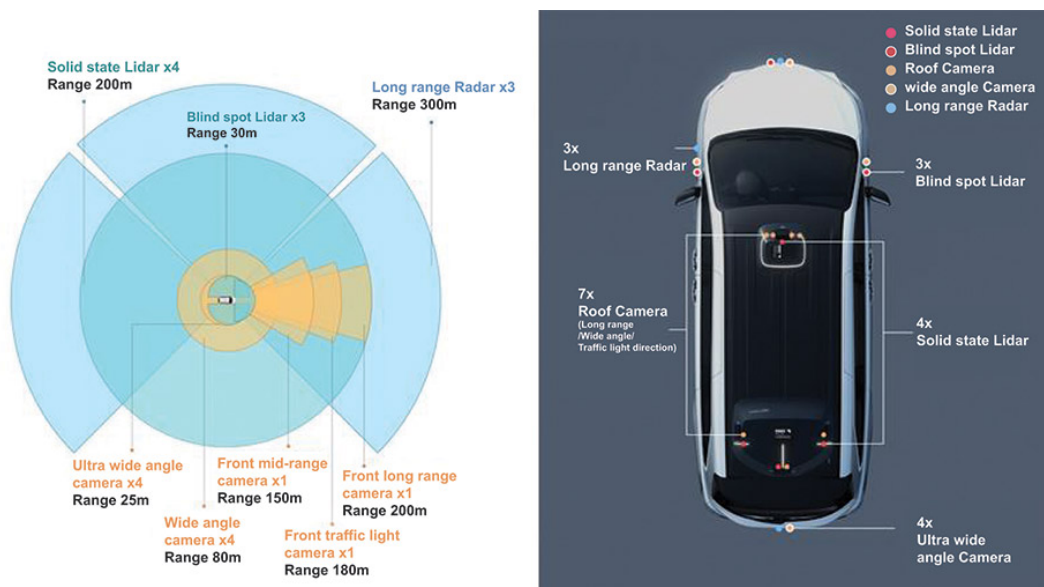 Solid state Lidar x4
Range 200m
Blind spot Lidar x3
Range 30m
Long range Radar x3
Range 300m
Ultra wide angle
camera x4
Range 25m
Wide angle
camera x4
Range 80m
Front mid-range
camera x1
Range 150m
Front traffic light
camera x1
Range 180m
Front long range
camera x1
Range 200m
Solid state Lidar
Blind spot Lidar
Roof Camera
wide angle Camera
Long range Radar
3x
Long range Radar
3x
Blind spot Lidar
7x
Roof Camera
(Long range
/Wide angle/
Traffic light direction)
4x
Solid state Lidar
4x
Ultra wide
angle Camera